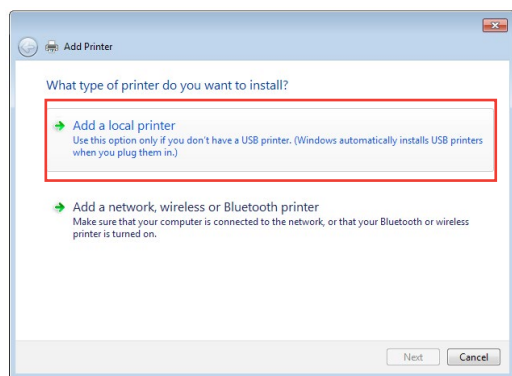 Add Printer
What type of printer do you want to install?
Add a local printer
Use this option only if you don't have a USB printer. (Windows automatically installs USB printers
when you plug them in.)
Add a network, wireless or Bluetooth printer
Make sure that your computer is connected to the network, or that your Bluetooth or wireless
printer is turned on.
Next Cancel